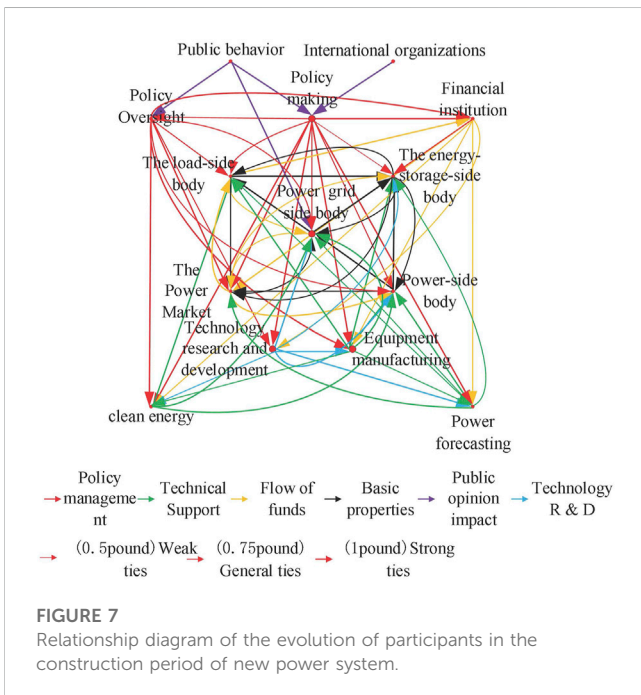 Public behavior
International organizations
Policy
making
Policy
Oversight
Financial
institution
The load-side
body
The energy-
storage-side
body
Power grid
side body
The
Power
Market
Power-side
body
Technology
research and
development
Equipment
manufacturing
clean energy
Power
forecasting
Policy
manageme
nt
Technical
Support
Flow of
funds
Basic
properties
Public
opinion
impact
Technology
R & D
(0.5pound) Weak
ties
(0.75pound)
General ties
(1pound) Strong
ties
FIGURE 7
Relationship diagram of the evolution of participants in the
construction period of new power system.